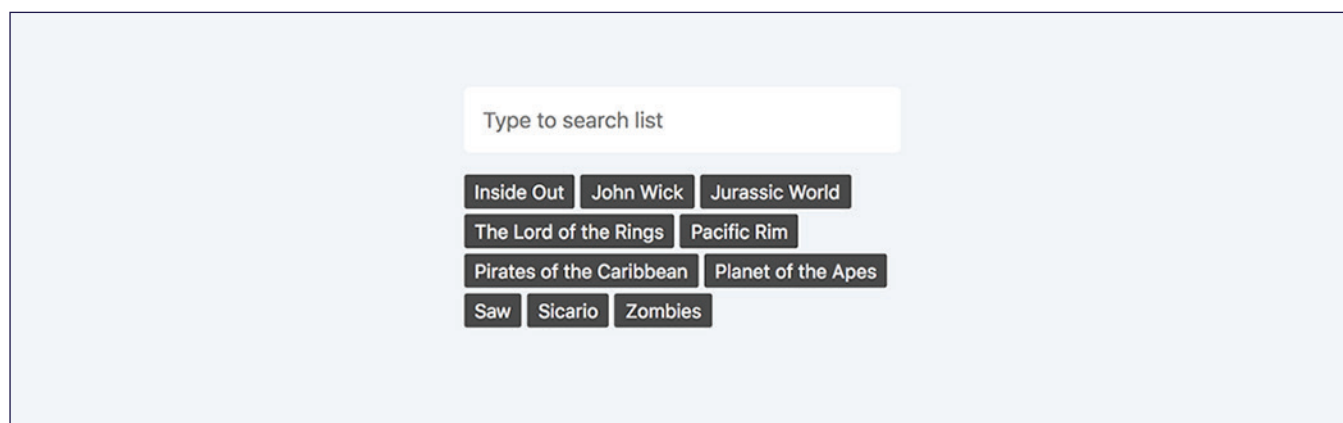 Type to search list
Inside Out John Wick Jurassic World
The Lord of the Rings Pacific Rim
Pirates of the Caribbean Planet of the Apes
Saw Sicario Zombies